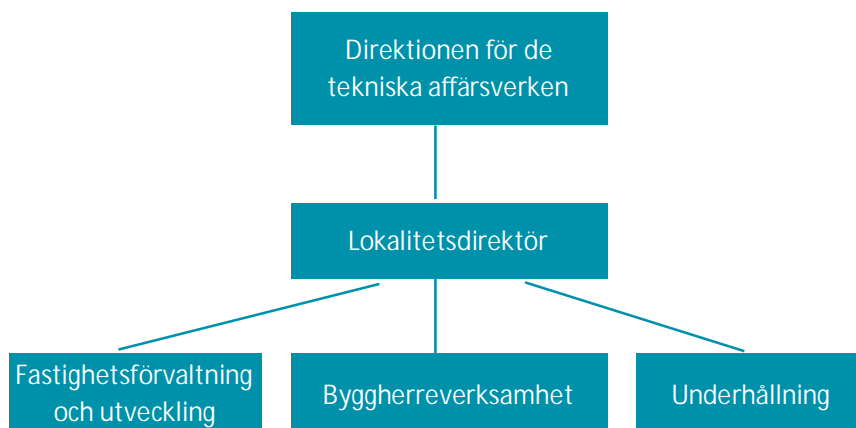 Direktionen för de
tekniska affärsverken
Lokalitetsdirektör
Fastighetsförvaltning
och utveckling
Byggherreverksamhet
Underhållning